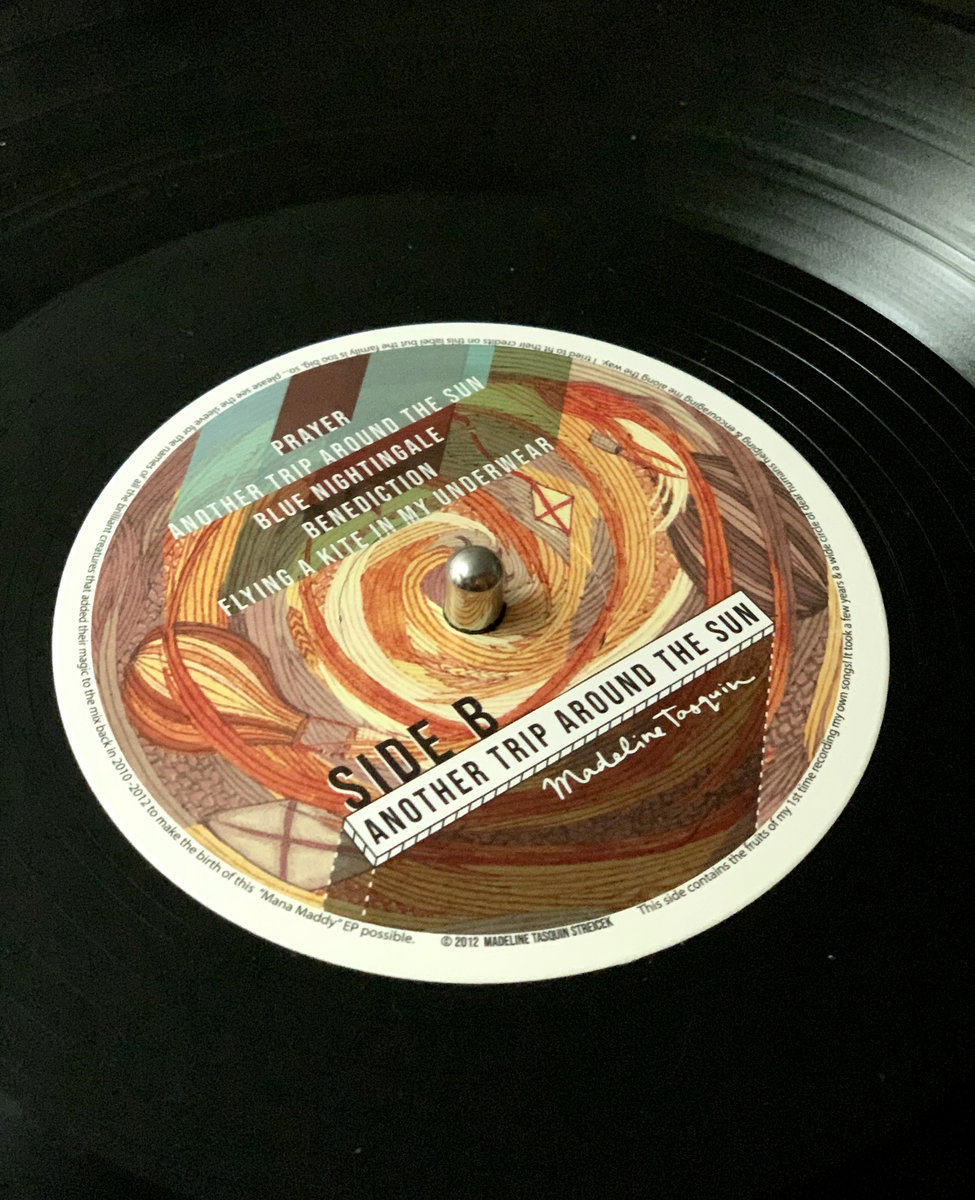 PRAYER
ANOTHER TRIP AROUND THE SUN
BLUE NIGHTINGALE
BENEDICTION
FLYING A KITE IN MY UNDERWEAR
SIDE B
ANOTHER TRIP AROUND THE SUN
Madeline Tasquin
This side contains the fruits of my 1st time recording my own songs! It took a few years & a wide circle of dear humans helping & encouraging me along the way. I tried to fit their credits on this label but the family is too big, so... please see the sleeve for the names of all the brilliant creatures that added their magic to the mix back in 2010-2012 to make the birth of this "Mana Maddy" EP possible.
© 2012 MADELINE TASQUIN STREICEK